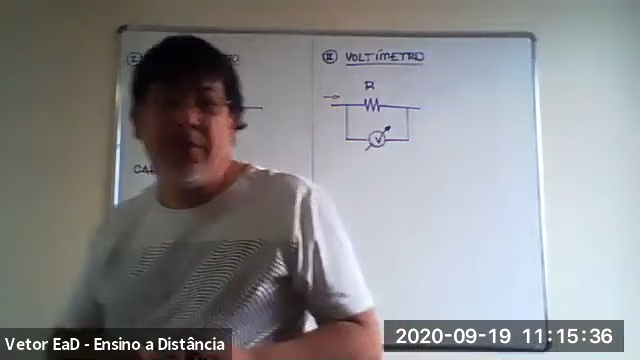 I
II VOLTÍMETRO
R
V
Vetor EaD - Ensino a Distância
2020-09-19 11:15:36